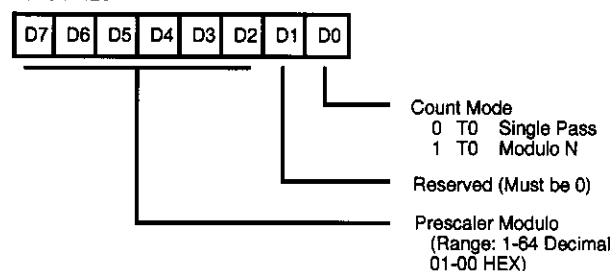 D7 D6 D5 D4 D3 D2 D1 D0
Count Mode
0 T0 Single Pass
1 T0 Modulo N
Reserved (Must be 0)
Prescaler Modulo
(Range: 1-64 Decimal
01-00 HEX)